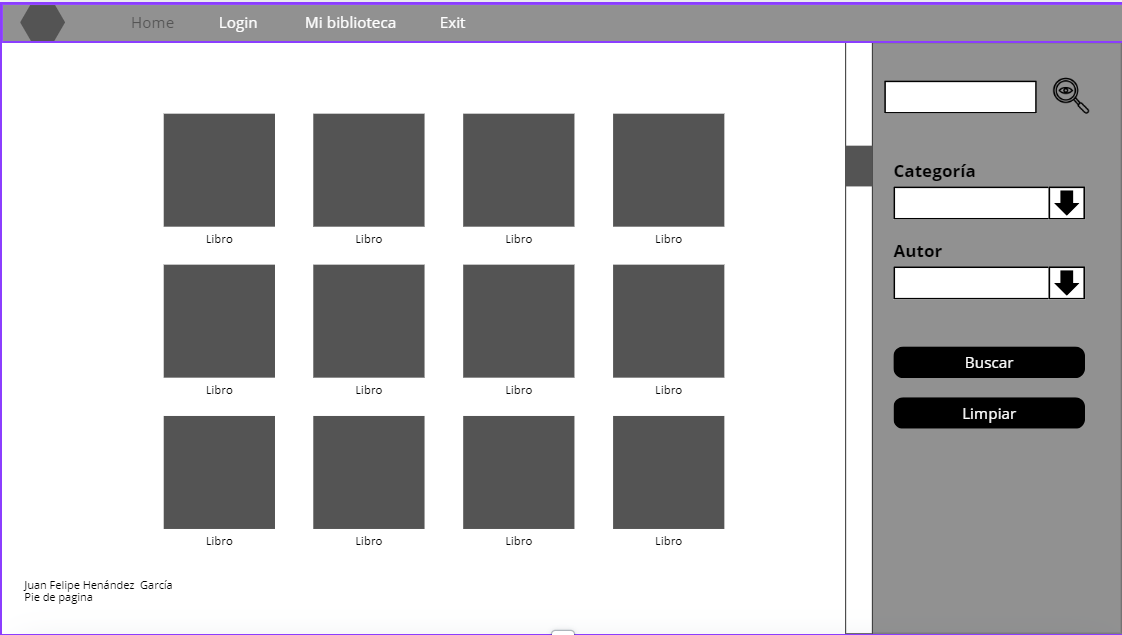 Home Login Mi biblioteca Exit
Categoría
Autor
Buscar
Limpiar
Libro Libro Libro Libro
Libro Libro Libro Libro
Libro Libro Libro Libro
Juan Felipe Henández García
Pie de pagina